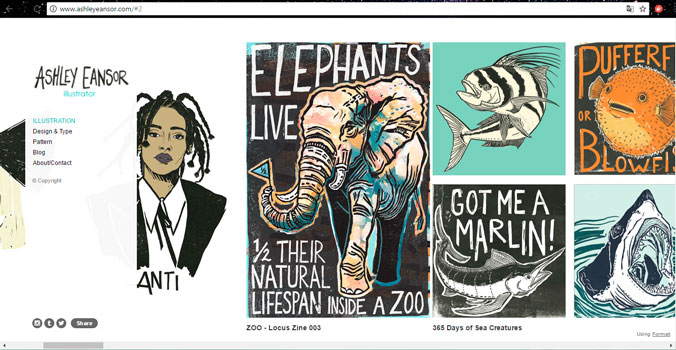 www.ashleyeansor.com/#2
ASHLEY EANSOR
illustrator
ILLUSTRATION
Design & Type
Pattern
Blog
About/Contact
© Copyright
Share
ANTI
ELEPHANTS
LIVE
1/2 THEIR
NATURAL
LIFESPAN INSIDE A ZOO
ZOO - Locus Zine 003
GOT ME A
MARLIN!
365 Days of Sea Creatures
PUFFERF
OR
BLOWFIS
Using Format